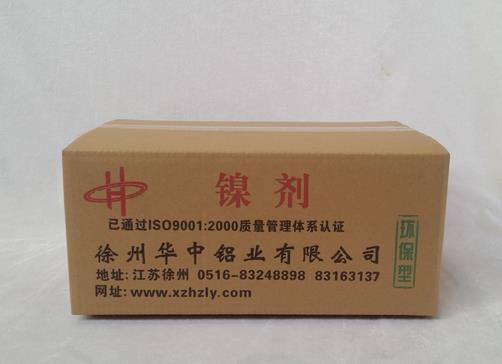 镍剂
已通过ISO9001:2000质量管理体系认证
徐州华中铝业有限公司
地址:江苏徐州 0516-83248898 83163137
网址:www.xzhzly.com
环保型